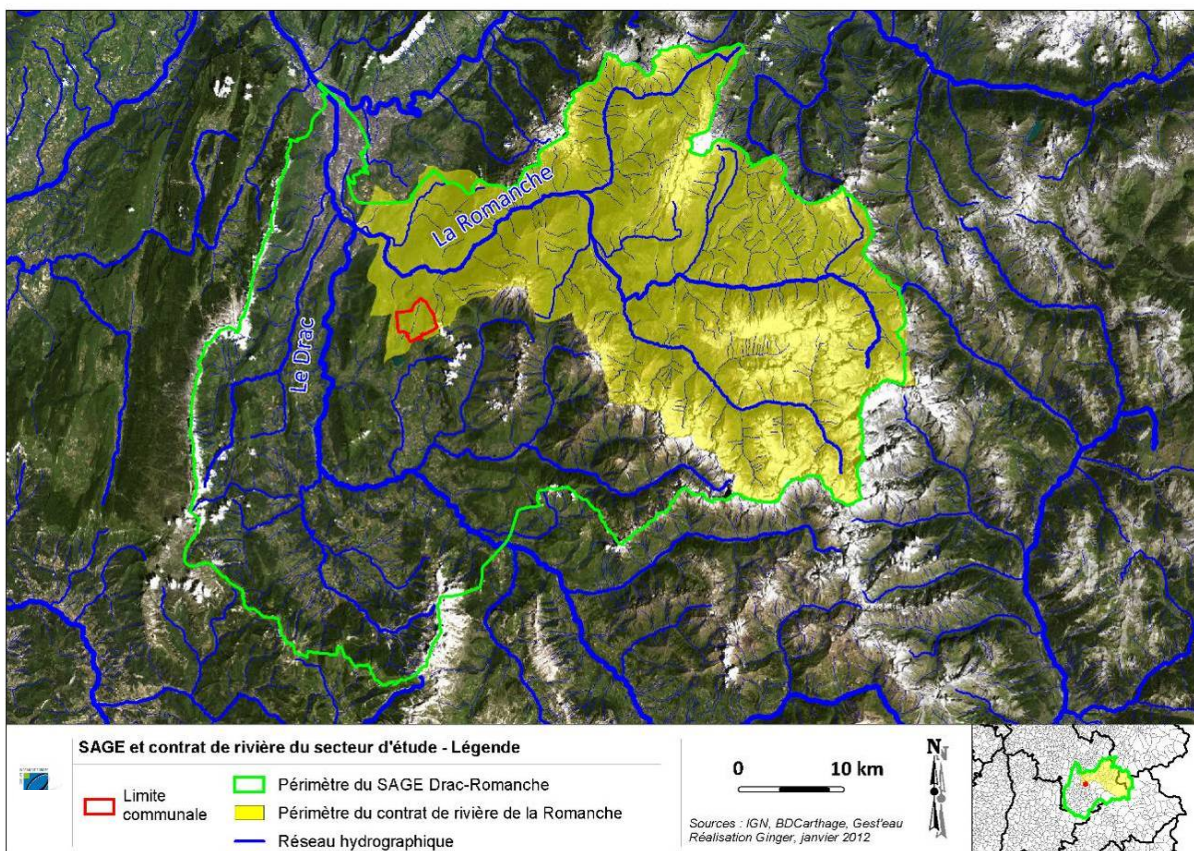 La Romanche
Le Drac
SAGE et contrat de rivière du secteur d'étude - Légende
Limite
communale
Périmètre du SAGE Drac-Romanche
Périmètre du contrat de rivière de la Romanche
Réseau hydrographique
0 10 km
N
Sources : IGN, BDCarthage, Gest'eau
Réalisation Ginger, janvier 2012